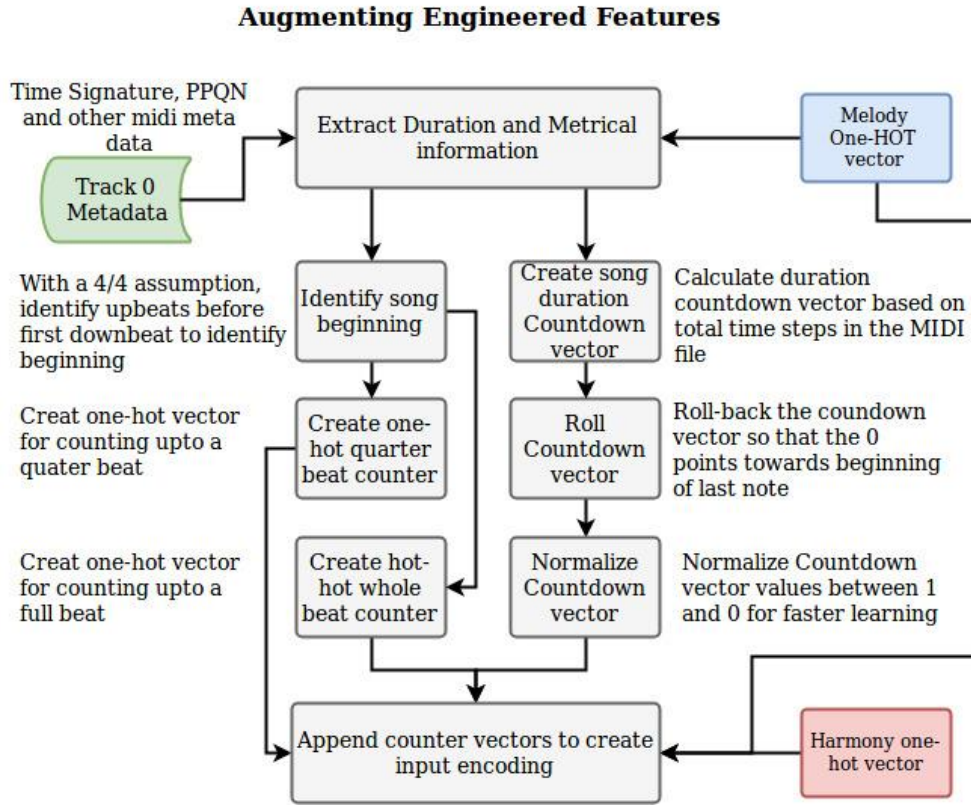 Augmenting Engineered Features
Time Signature, PPQN
and other midi meta
data
Track 0
Metadata
Extract Duration and Metrical
information
Melody
One-HOT
vector
With a 4/4 assumption,
identify upbeats before
first downbeat to identify
beginning
Identify song
beginning
Create song
duration
Countdown
vector
Calculate duration
countdown vector based on
total time steps in the MIDI
file
Creat one-hot vector
for counting upto a
quater beat
Create one-
hot quarter
beat counter
Roll
Countdown
vector
Roll-back the coundown
vector so that the 0
points towards beginning
of last note
Creat one-hot vector
for counting upto a
full beat
Create hot-
hot whole
beat counter
Normalize
Countdown
vector
Normalize Countdown
vector values between 1
and 0 for faster learning
Append counter vectors to create
input encoding
Harmony one-
hot vector